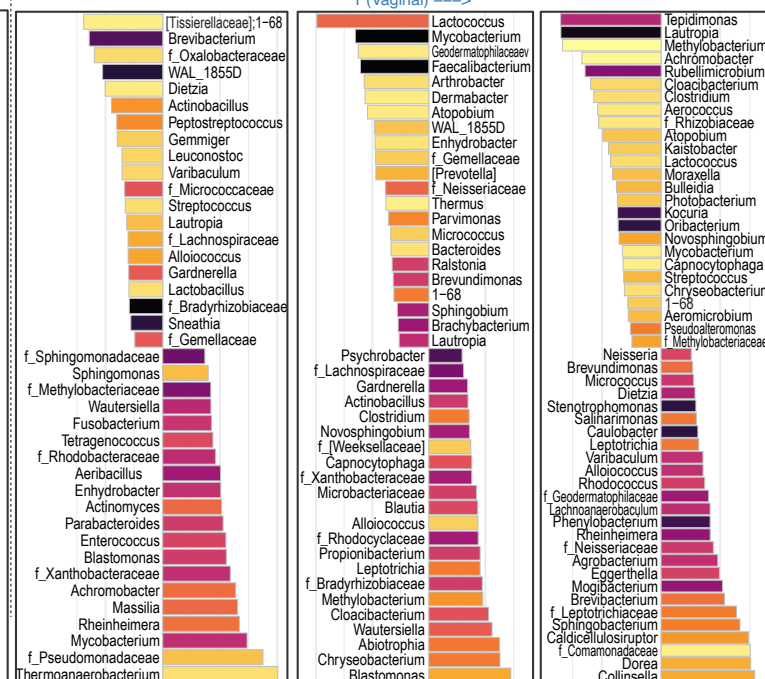 (Vaginal) ===>
[Tissierellaceae];1−68
Brevibacterium
f_Oxalobacteraceae
WAL_1855D
Dietzia
Actinobacillus
Peptostreptococcus
Gemmiger
Leuconostoc
Varibaculum
f_Micrococcaceae
Streptococcus
Lautropia
f_Lachnospiraceae
Alloiococcus
Gardnerella
Lactobacillus
f_Bradyrhizobiaceae
Sneathia
f_Gemellaceae
f_Sphingomonadaceae
Sphingomonas
f_Methylobacteriaceae
Wautersiella
Fusobacterium
Tetragenococcus
f_Rhodobacteraceae
Aeribacillus
Enhydrobacter
Actinomyces
Parabacteroides
Enterococcus
Blastomonas
f_Xanthobacteraceae
Achromobacter
Massilia
Rheinheimera
Mycobacterium
f_Pseudomonadaceae
Thermoanaerobacterium
Lactococcus
Mycobacterium
Geodermatophilaceaev
Faecalibacterium
Arthrobacter
Dermabacter
Atopobium
WAL_1855D
Enhydrobacter
f_Gemellaceae
[Prevotella]
f_Neisseriaceae
Thermus
Parvimonas
Micrococcus
Bacteroides
Ralstonia
Brevundimonas
1−68
Sphingobium
Brachybacterium
Lautropia
Psychrobacter
f_Lachnospiraceae
Gardnerella
Actinobacillus
Clostridium
Novosphingobium
f_[Weeksellaceae]
Capnocytophaga
f_Xanthobacteraceae
Microbacteriaceae
Blautia
Alloiococcus
f_Rhodocyclaceae
Propionibacterium
Leptotrichia
f_Bradyrhizobiaceae
Methylobacterium
Cloacibacterium
Wautersiella
Abiotrophia
Chryseobacterium
Blastomonas
Tepidimonas
Lautropia
Methylobacterium
Achromobacter
Rubellimicrobium
Cloacibacterium
Clostridium
Aerococcus
f_Rhizobiaceae
Atopobium
Kaistobacter
Lactococcus
Moraxella
Bulleidia
Photobacterium
Kocuria
Oribacterium
Novosphingobium
Mycobacterium
Capnocytophaga
Streptococcus
Chryseobacterium
1−68
Aeromicrobium
Pseudoalteromonas
f_Methylobacteriaceae
Neisseria
Brevundimonas
Micrococcus
Dietzia
Stenotrophomonas
Salinarimonas
Caulobacter
Leptotrichia
Varibaculum
Alloiococcus
Rhodococcus
f_Geodermatophilaceae
Lachnoanaerobaculum
Phenylobacterium
Rheinheimera
f_Neisseriaceae
Agrobacterium
Eggerthella
Mogibacterium
Brevibacterium
f_Leptotrichiaceae
Sphingobacterium
Caldicellulosiruptor
f_Comamonadaceae
Dorea
Collinsella